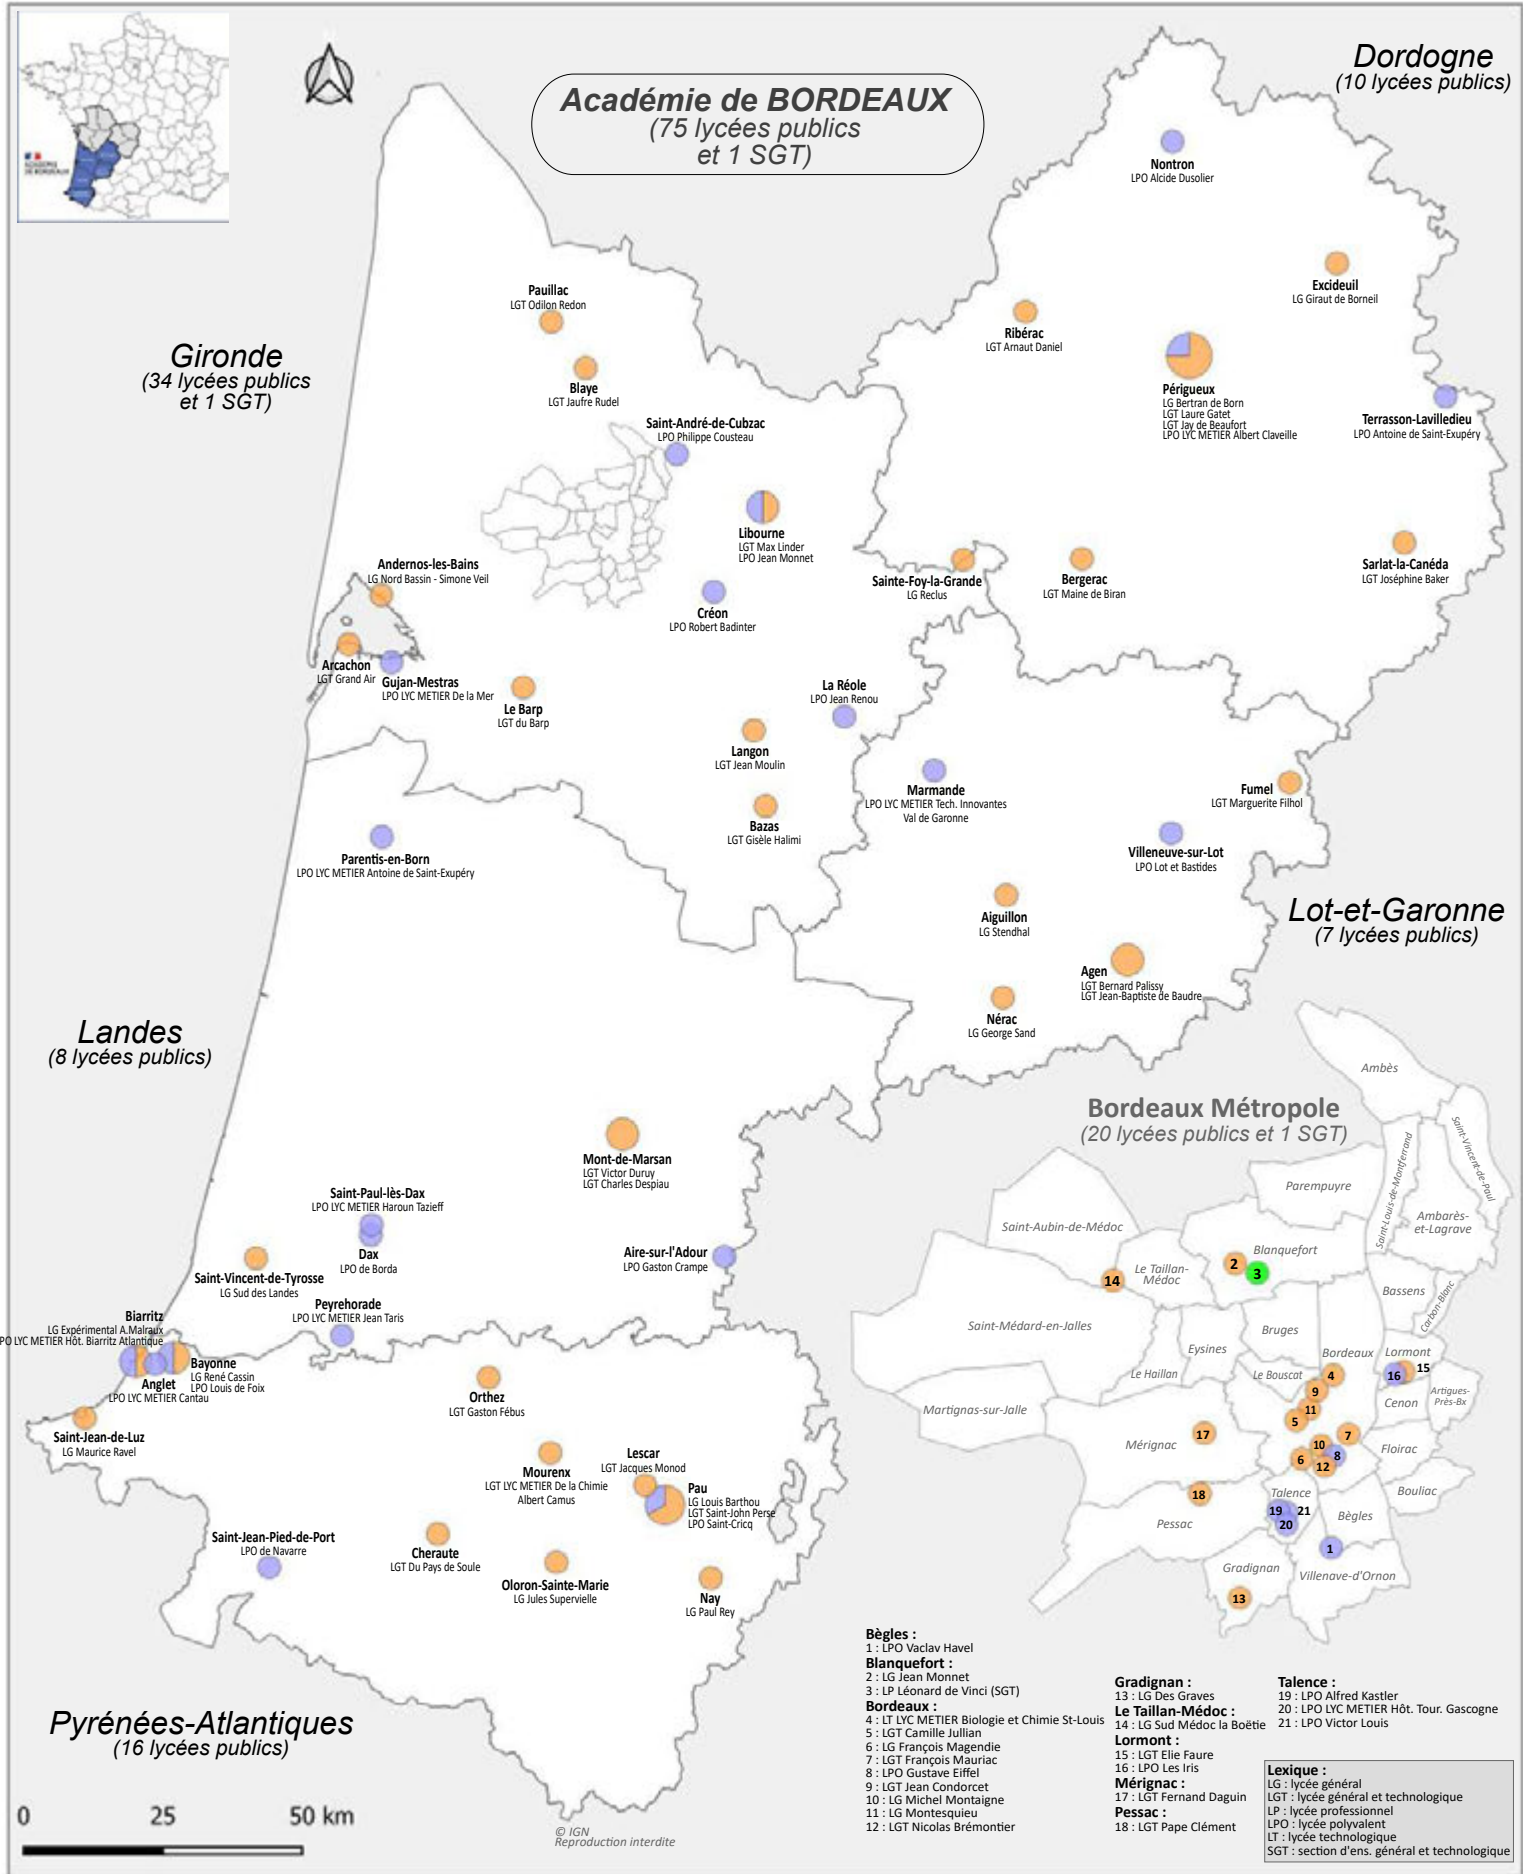 ACADÉMIE
DE BORDEAUX
Académie de BORDEAUX
(75 lycées publics
et 1 SGT)
Dordogne
(10 lycées publics)
Nontron
LPO Alcide Dusolier
Excideuil
LG Giraut de Borneil
Ribérac
LGT Arnaut Daniel
Périgueux
LG Bertran de Born
LGT Laure Gatet
LGT Jay de Beaufort
LPO LYC METIER Albert Claveille
Terrasson-Lavilledieu
LPO Antoine de Saint-Exupéry
Sarlat-la-Canéda
LGT Joséphine Baker
Bergerac
LGT Maine de Biran
Gironde
(34 lycées publics
et 1 SGT)
Pauillac
LGT Odilon Redon
Blaye
LGT Jaufre Rudel
Saint-André-de-Cubzac
LPO Philippe Cousteau
Libourne
LGT Max Linder
LPO Jean Monnet
Sainte-Foy-la-Grande
LG Reclus
Andernos-les-Bains
LG Nord Bassin - Simone Veil
Créon
LPO Robert Badinter
Arcachon
LGT Grand Air
Gujan-Mestras
LPO LYC METIER De la Mer
Le Barp
LGT du Barp
La Réole
LPO Jean Renou
Langon
LGT Jean Moulin
Bazas
LGT Gisèle Halimi
Lot-et-Garonne
(7 lycées publics)
Marmande
LPO LYC METIER Tech. Innovantes
Val de Garonne
Fumel
LGT Marguerite Filhol
Villeneuve-sur-Lot
LPO Lot et Bastides
Aiguillon
LG Stendhal
Agen
LGT Bernard Palissy
LGT Jean-Baptiste de Baudre
Nérac
LG George Sand
Landes
(8 lycées publics)
Parentis-en-Born
LPO LYC METIER Antoine de Saint-Exupéry
Mont-de-Marsan
LGT Victor Duruy
LGT Charles Despiau
Saint-Paul-lès-Dax
LPO LYC METIER Haroun Tazieff
Dax
LPO de Borda
Aire-sur-l'Adour
LPO Gaston Crampe
Saint-Vincent-de-Tyrosse
LG Sud des Landes
Peyrehorade
LPO LYC METIER Jean Taris
Pyrénées-Atlantiques
(16 lycées publics)
Biarritz
LG Expérimental A.Malraux
PO LYC METIER Hôt. Biarritz Atlantique
Bayonne
LG René Cassin
LPO Louis de Foix
Anglet
LPO LYC METIER Cantau
Saint-Jean-de-Luz
LG Maurice Ravel
Orthez
LGT Gaston Fébus
Mourenx
LGT LYC METIER De la Chimie
Albert Camus
Lescar
LGT Jacques Monod
Pau
LG Louis Barthou
LGT Saint-John Perse
LPO Saint-Cricq
Saint-Jean-Pied-de-Port
LPO de Navarre
Cheraute
LGT Du Pays de Soule
Oloron-Sainte-Marie
LG Jules Supervielle
Nay
LG Paul Rey
Bordeaux Métropole
(20 lycées publics et 1 SGT)
Ambès
Saint-Vincent-de-Paul
Saint-Louis-de-Montferrand
Parempuyre
Ambarès-
et-Lagrave
Saint-Aubin-de-Médoc
Blanquefort
2
3
Le Taillan-
Médoc
14
Bassens
Carbon-Blanc
Saint-Médard-en-Jalles
Bruges
Eysines
Bordeaux
Lormont
15
16
Le Haillan
Le Bouscat
4
9
Cenon
Artigues-
Près-Bx
Martignas-sur-Jalle
11
5
Mérignac
17
10
7
6
8
12
Floirac
Bouliac
18
Pessac
Talence
19
21
20
Bègles
1
Gradignan
13
Villenave-d'Ornon
Bègles :
1 : LPO Vaclav Havel
Blanquefort :
2 : LG Jean Monnet
3 : LP Léonard de Vinci (SGT)
Bordeaux :
4 : LT LYC METIER Biologie et Chimie St-Louis
5 : LGT Camille Jullian
6 : LG François Magendie
7 : LGT François Mauriac
8 : LPO Gustave Eiffel
9 : LGT Jean Condorcet
10 : LG Michel Montaigne
11 : LG Montesquieu
12 : LGT Nicolas Brémontier
Gradignan :
13 : LG Des Graves
Le Taillan-Médoc :
14 : LG Sud Médoc la Boëtie
Lormont :
15 : LGT Elie Faure
16 : LPO Les Iris
Mérignac :
17 : LGT Fernand Daguin
Pessac :
18 : LGT Pape Clément
Talence :
19 : LPO Alfred Kastler
20 : LPO LYC METIER Hôt. Tour. Gascogne
21 : LPO Victor Louis
Lexique :
LG : lycée général
LGT : lycée général et technologique
LP : lycée professionnel
LPO : lycée polyvalent
LT : lycée technologique
SGT : section d'ens. général et technologique
0 25 50 km
© IGN
Reproduction interdite